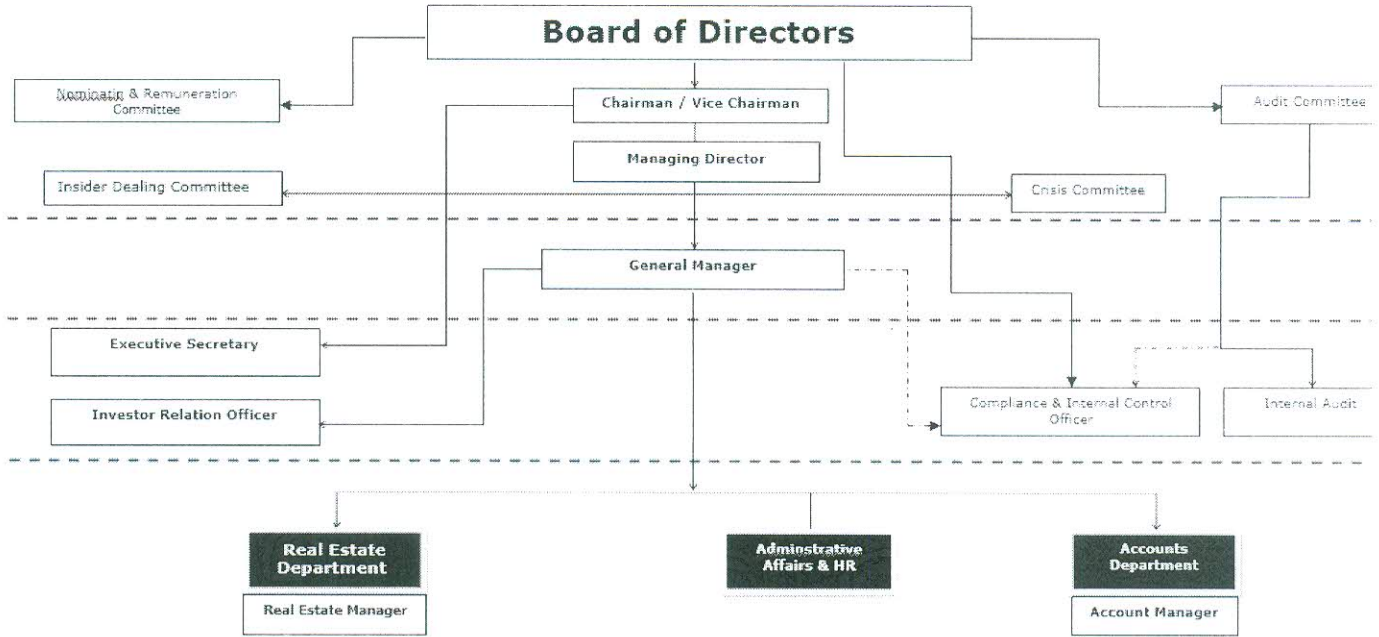 Board of Directors
Nominatin & Remuneration
Committee
Chairman / Vice Chairman
Audit Committee
Managing Director
Insider Dealing Committee
Crisis Committee
General Manager
Executive Secretary
Investor Relation Officer
Compliance & Internal Control
Officer
Internal Audit
Real Estate
Department
Real Estate Manager
Adminstrative
Affairs & HR
Accounts
Department
Account Manager